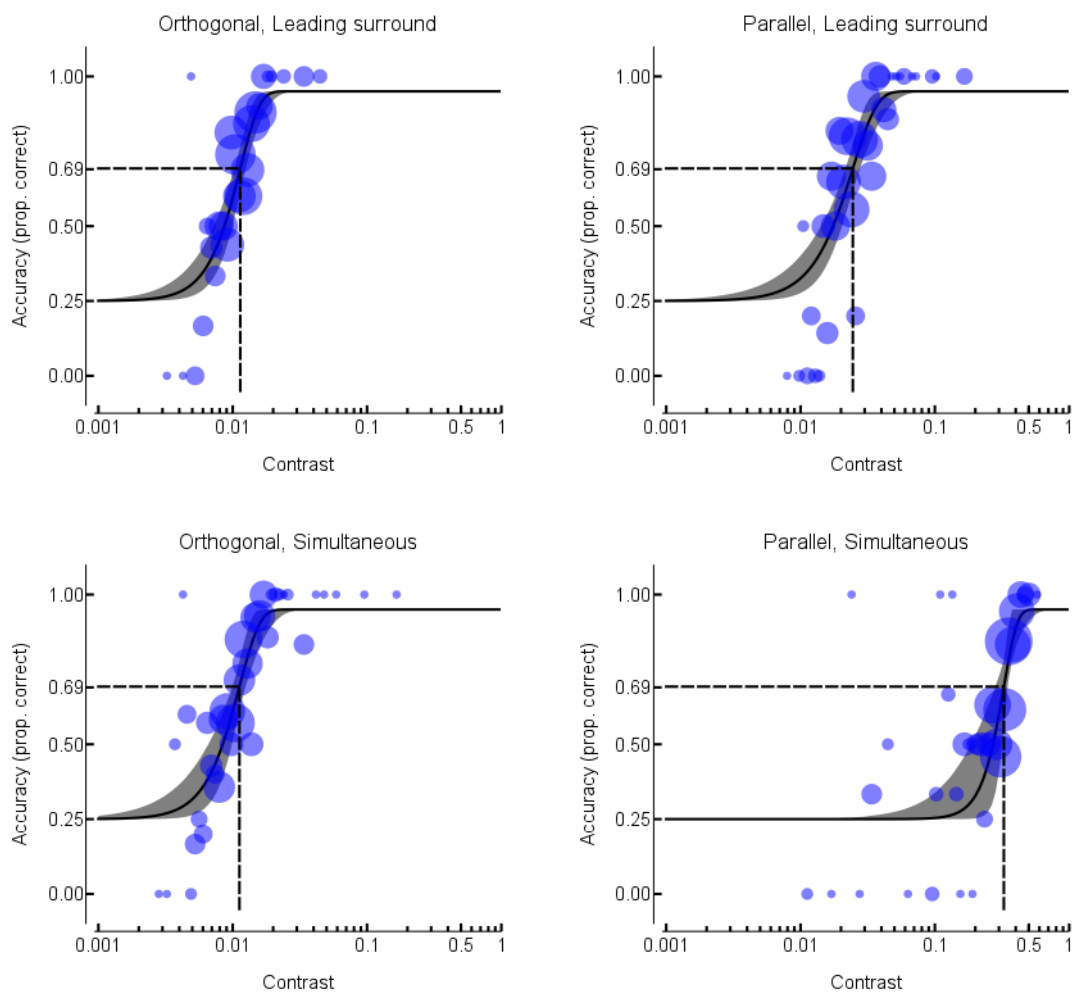 Orthogonal, Leading surround
Accuracy (prop. correct)
1.00
0.69
0.50
0.25
0.00
0.001 0.01 0.1 0.5 1
Contrast
Parallel, Leading surround
Accuracy (prop. correct)
1.00
0.69
0.50
0.25
0.00
0.001 0.01 0.1 0.5 1
Contrast
Orthogonal, Simultaneous
Accuracy (prop. correct)
1.00
0.69
0.50
0.25
0.00
0.001 0.01 0.1 0.5 1
Contrast
Parallel, Simultaneous
Accuracy (prop. correct)
1.00
0.69
0.50
0.25
0.00
0.001 0.01 0.1 0.5 1
Contrast